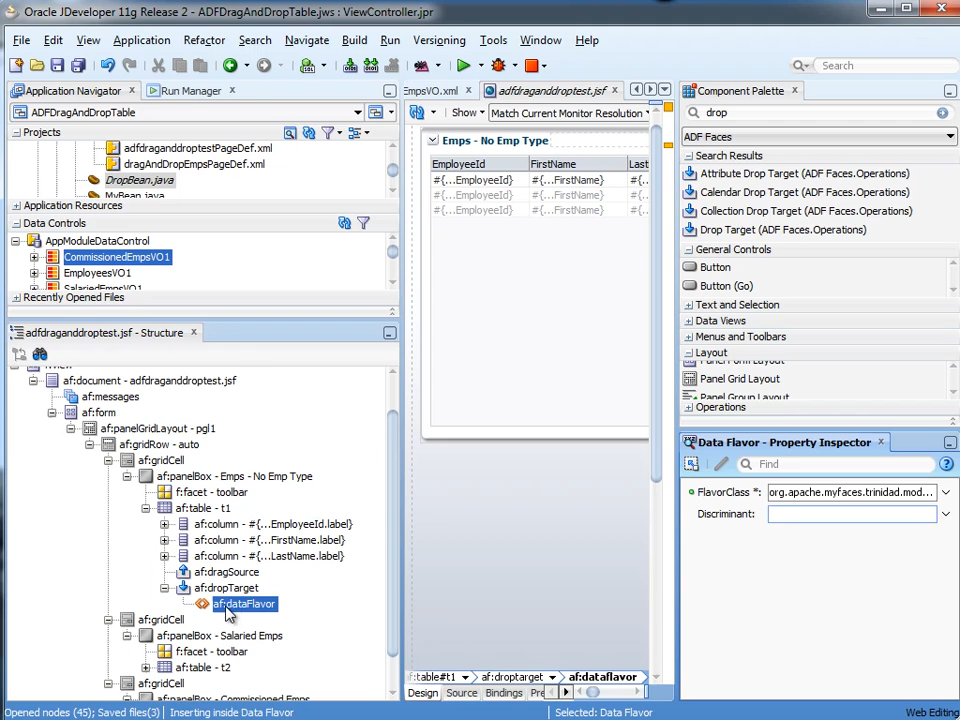 Oracle JDeveloper 11g Release 2 - ADFDragAndDropTable.jws : ViewController.jpr
File Edit View Application Refactor Search Navigate Build Run Versioning Tools Window Help
Search
Application Navigator
Run Manager
ADFDragAndDropTable
Projects
adfdraganddroptestPageDef.xml
dragAndDropEmpsPageDef.xml
DropBean.java
MyBean.java
Application Resources
Data Controls
AppModuleDataControl
CommissionedEmpsVO1
EmployeesVO1
SalariedEmpsVO1
Recently Opened Files
adfdraganddroptest.jsf - Structure
f:view
af:document - adfdraganddroptest.jsf
af:messages
af:form
af:panelGridLayout - pgl1
af:gridRow - auto
af:gridCell
af:panelBox - Emps - No Emp Type
f:facet - toolbar
af:table - t1
af:column - #{...EmployeeId.label}
af:column - #{...FirstName.label}
af:column - #{...LastName.label}
af:dragSource
af:dropTarget
af:dataFlavor
af:gridCell
af:panelBox - Salaried Emps
f:facet - toolbar
af:table - t2
af:gridCell
af:panelBox - Commissioned Emps
EmpsVO.xml
adfdraganddroptest.jsf
Show
Match Current Monitor Resolution
Emps - No Emp Type
EmployeeId FirstName Last
#{...EmployeeId} #{...FirstName} #{...
#{...EmployeeId} #{...FirstName} #{...
#{...EmployeeId} #{...FirstName} #{...
f:table#t1 af:droptarget af:dataflavor
Design Source Bindings Pre
Component Palette
drop
ADF Faces
Search Results
Attribute Drop Target (ADF Faces.Operations)
Calendar Drop Target (ADF Faces.Operations)
Collection Drop Target (ADF Faces.Operations)
Drop Target (ADF Faces.Operations)
General Controls
Button
Button (Go)
Text and Selection
Data Views
Menus and Toolbars
Layout
Panel Form Layout
Panel Grid Layout
Panel Group Layout
Operations
Data Flavor - Property Inspector
Find
FlavorClass *: org.apache.myfaces.trinidad.mod...
Discriminant:
Opened nodes (45); Saved files(3) Inserting inside Data Flavor
Selected: Data Flavor
Web Editing